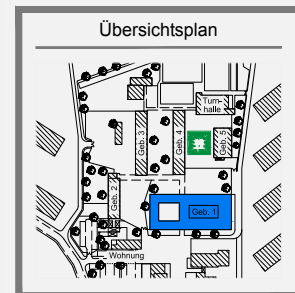 Übersichtsplan
Turn-
halle
Geb. 3
Geb. 4
Geb. 5
Geb. 2
Geb. 1
Wohnung